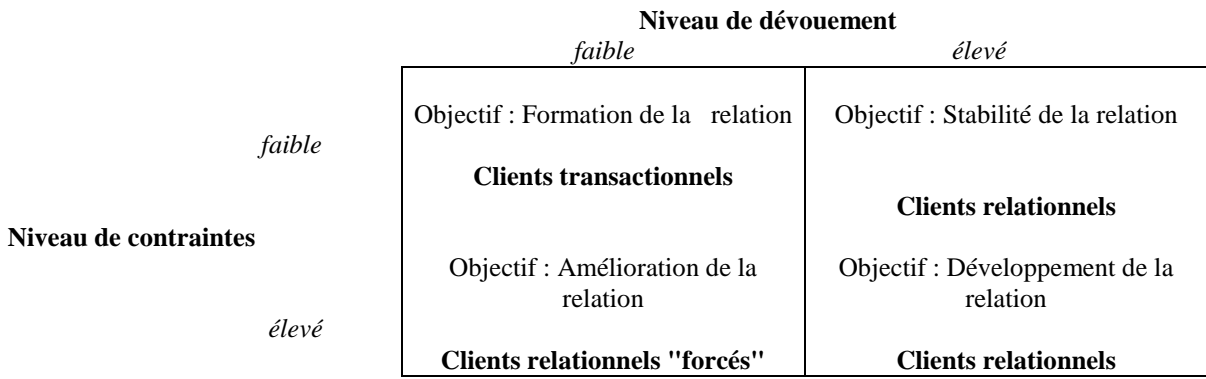 Niveau de dévouement
faible élevé
Objectif : Formation de la relation Objectif : Stabilité de la relation
faible
Clients transactionnels
Clients relationnels
Niveau de contraintes
Objectif : Amélioration de la Objectif : Développement de la
relation relation
élevé
Clients relationnels "forcés" Clients relationnels